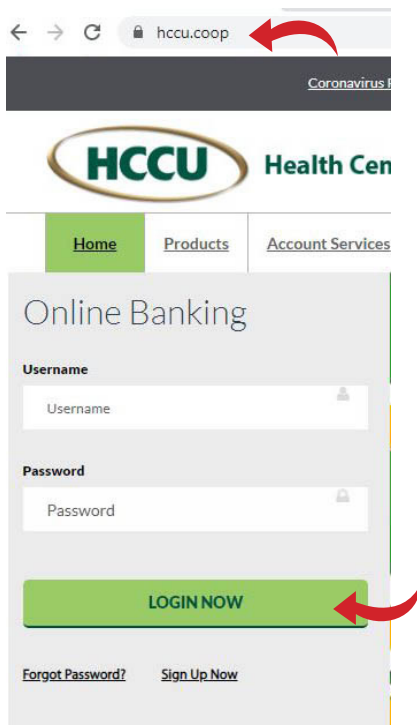 hccu.coop
Coronavirus
HCCU Health Cen
Home Products Account Services
Online Banking
Username
Username
Password
Password
LOGIN NOW
Forgot Password? Sign Up Now